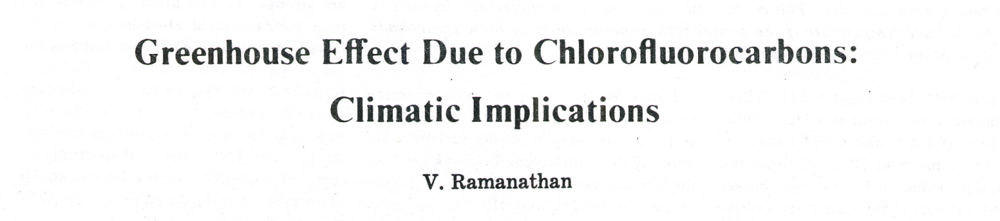 Greenhouse Effect Due to Chlorofluorocarbons:
Climatic Implications
V. Ramanathan